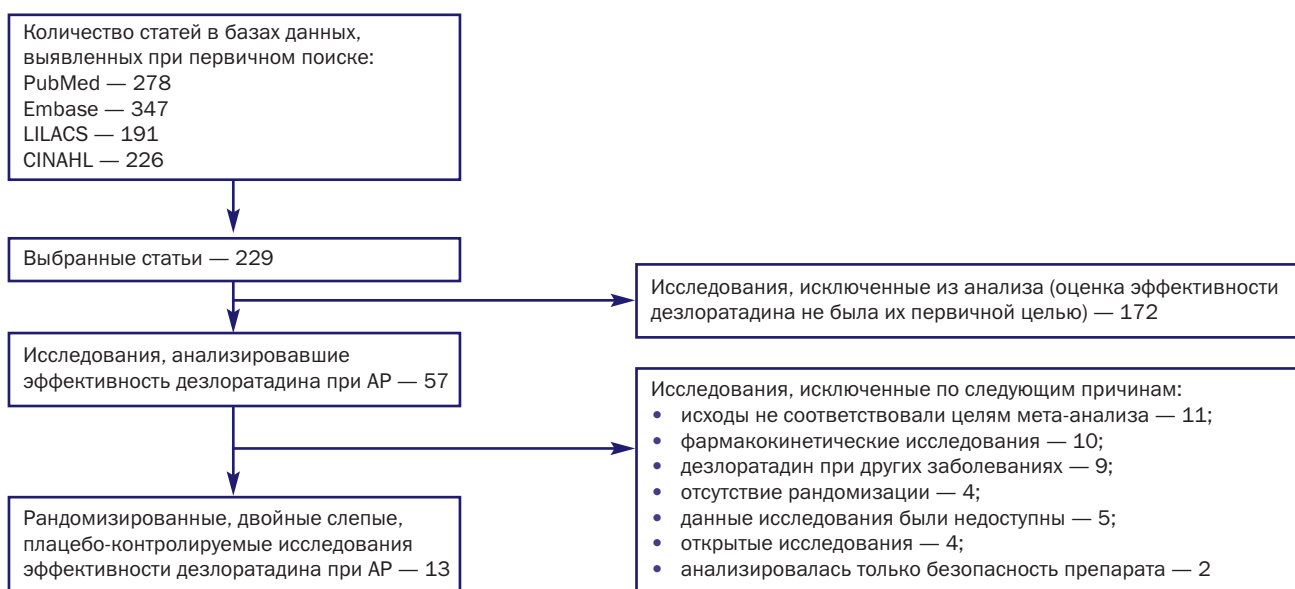 Количество статей в базах данных,
выявленных при первичном поиске:
PubMed — 278
Embase — 347
LILACS — 191
CINAHL — 226
Выбранные статьи — 229
Исследования, исключенные из анализа (оценка эффективности
дезлоратадина не была их первичной целью) — 172
Исследования, анализировавшие
эффективность дезлоратадина при АР — 57
Исследования, исключенные по следующим причинам:
• исходы не соответствовали целям мета-анализа — 11;
• фармакокинетические исследования — 10;
• дезлоратадин при других заболеваниях — 9;
• отсутствие рандомизации — 4;
• данные исследования были недоступны — 5;
• открытые исследования — 4;
• анализировалась только безопасность препарата — 2
Рандомизированные, двойные слепые,
плацебо-контролируемые исследования
эффективности дезлоратадина при АР — 13